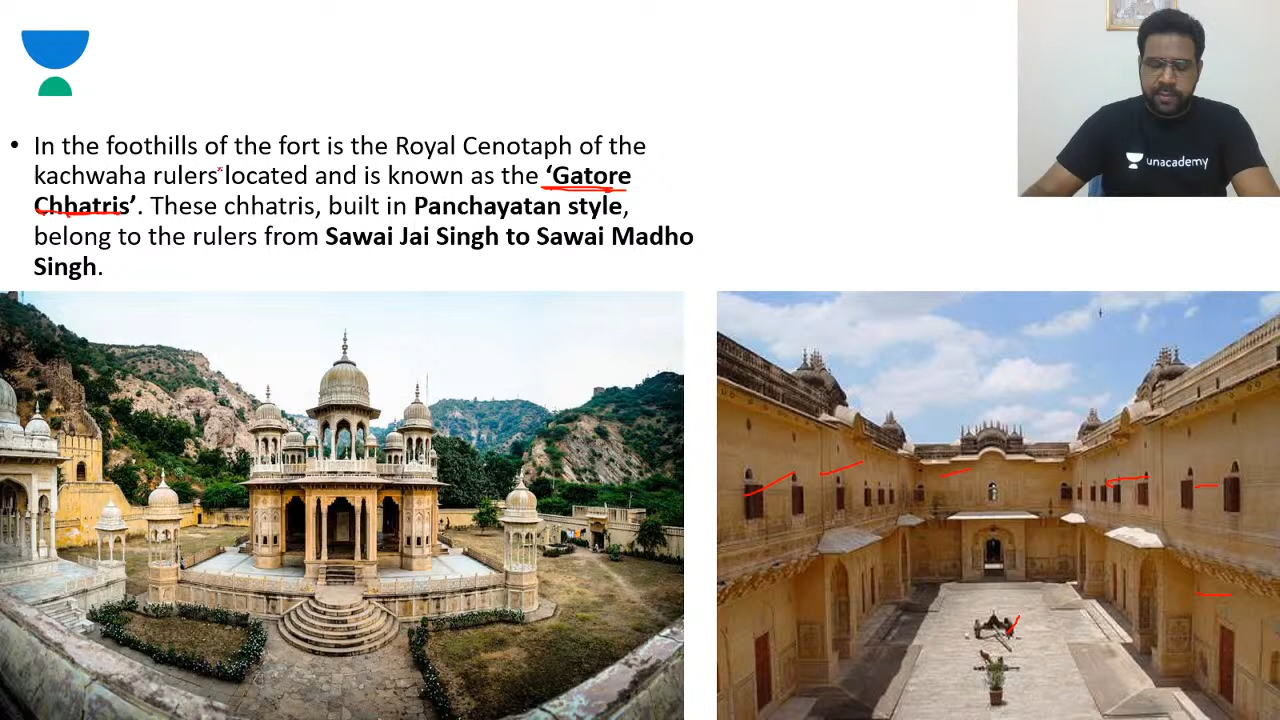 • In the foothills of the fort is the Royal Cenotaph of the
kachwaha rulers located and is known as the ‘Gatore
Chhatris’. These chhatris, built in Panchayatan style,
belong to the rulers from Sawai Jai Singh to Sawai Madho
Singh.
unacademy